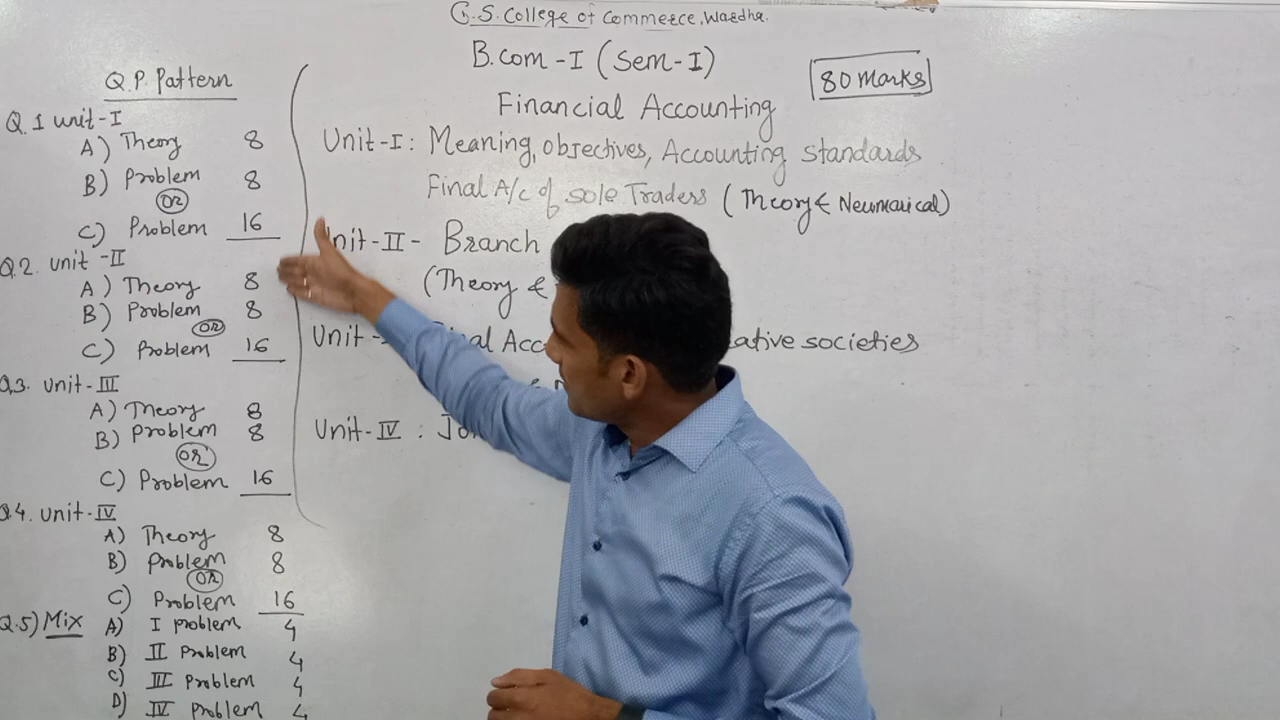 G.S. College of Commerce, Wardha.
B.com -I (Sem-I)
80 Marks
Financial Accounting
Unit-I: Meaning, objectives, Accounting standards
Final A/c of sole Traders (Theory & Neumarical)
Unit-II- Branch
(Theory &
Unit
ative societies
Unit-IV :
Q.P. Pattern
Q.1 unit-I
A) Theory 8
B) Problem 8
OR
C) Problem 16
Q.2. unit-II
A) Theory 8
B) Problem 8
OR
C) Problem 16
Q.3. unit-III
A) Theory 8
B) Problem 8
OR
C) Problem 16
Q.4. unit-IV
A) Theory 8
B) Problem 8
OR
C) Problem 16
Q.5) Mix A) I problem 4
B) II Problem 4
C) III Problem 4
D) IV problem 4